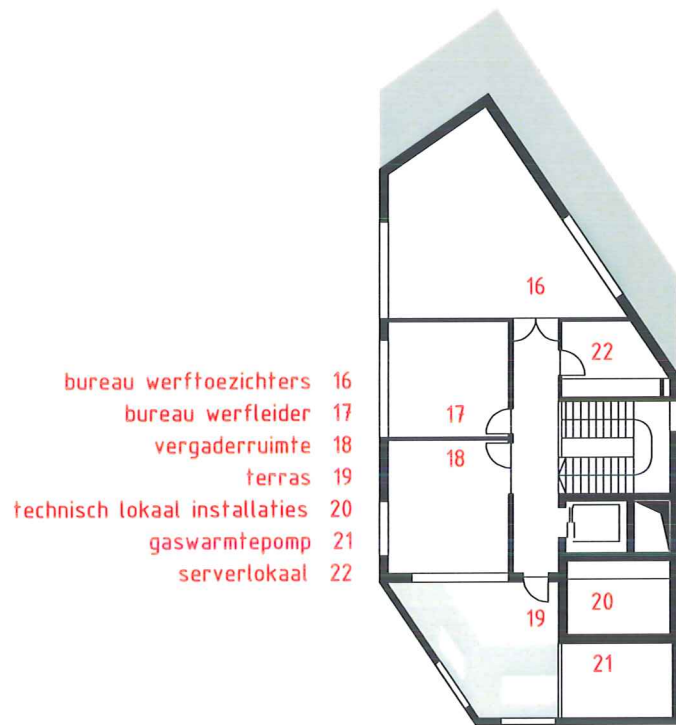 bureau werftoezichters 16
bureau werfleider 17
vergaderruimte 18
terras 19
technisch lokaal installaties 20
gaswarmtepomp 21
serverlokaal 22
16
22
17
18
19
20
21